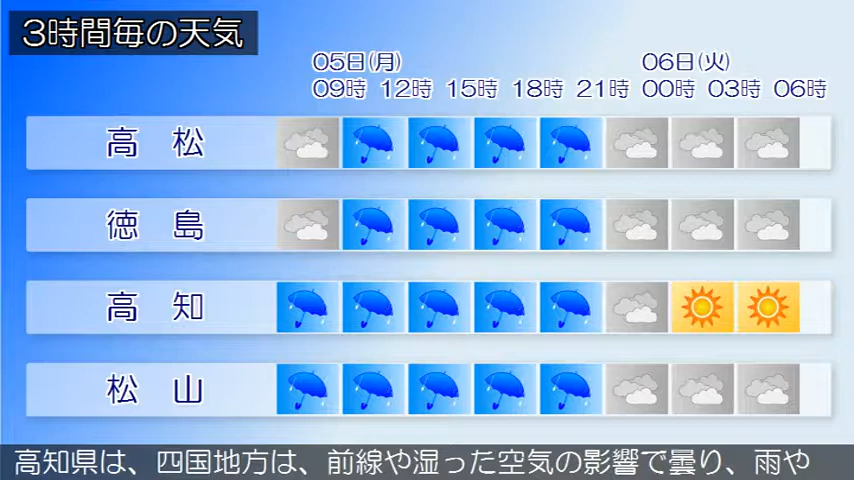 3時間毎の天気
05日(月) 06日(火)
09時 12時 15時 18時 21時 00時 03時 06時
高松
徳島
高知
松山
高知県は、四国地方は、前線や湿った空気の影響で曇り、雨や